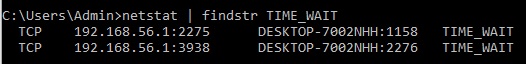 C:\Users\Admin>netstat | findstr TIME_WAIT
TCP 192.168.56.1:2275 DESKTOP-7002NHH:1158 TIME_WAIT
TCP 192.168.56.1:3938 DESKTOP-7002NHH:2276 TIME_WAIT